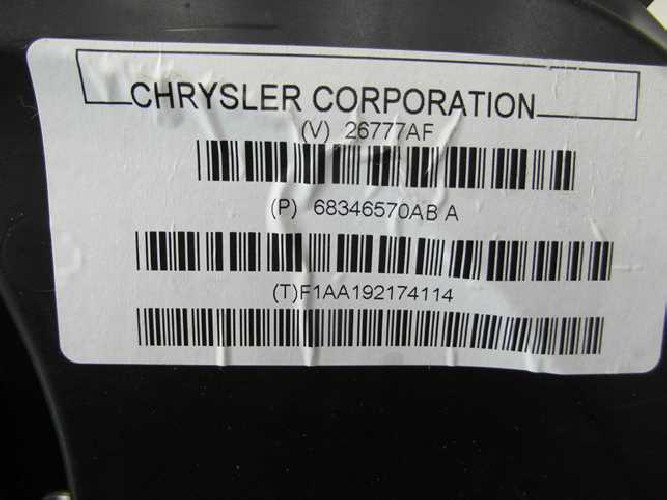 CHRYSLER CORPORATION
(V) 26777AF
(P) 68346570AB A
(T)F1AA192174114